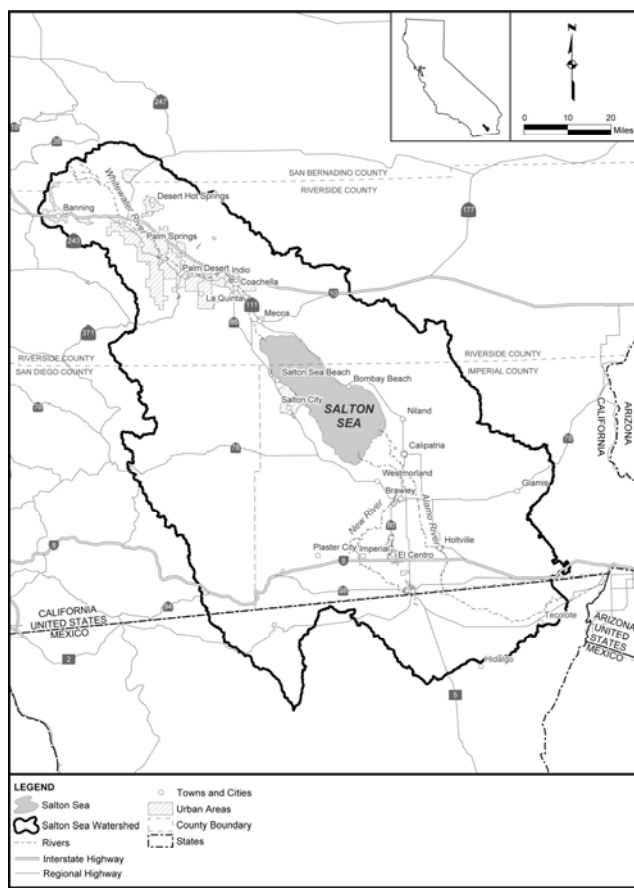 N
0 10 20
Miles
247
SAN BERNADINO COUNTY
RIVERSIDE COUNTY
Whitewater River
Desert Hot Springs
Banning
177
243
Palm Springs
Palm Desert
Indio
Coachella
La Quinta
10
111
Mecca
86
371
RIVERSIDE COUNTY
SAN DIEGO COUNTY
RIVERSIDE COUNTY
IMPERIAL COUNTY
Salton Sea Beach
Bombay Beach
SALTON
SEA
Salton City
Niland
CALIFORNIA
ARIZONA
78
Calipatria
78
Westmorland
Glamis
Brawley
New River
Alamo River
Holtville
Plaster City
Imperial
El Centro
8
8
94
CALIFORNIA
UNITED STATES
MEXICO
Tecolote
ARIZONA
UNITED STATES
MEXICO
2
Hidalgo
5
LEGEND
Salton Sea
Salton Sea Watershed
Rivers
Interstate Highway
Regional Highway
Towns and Cities
Urban Areas
County Boundary
States